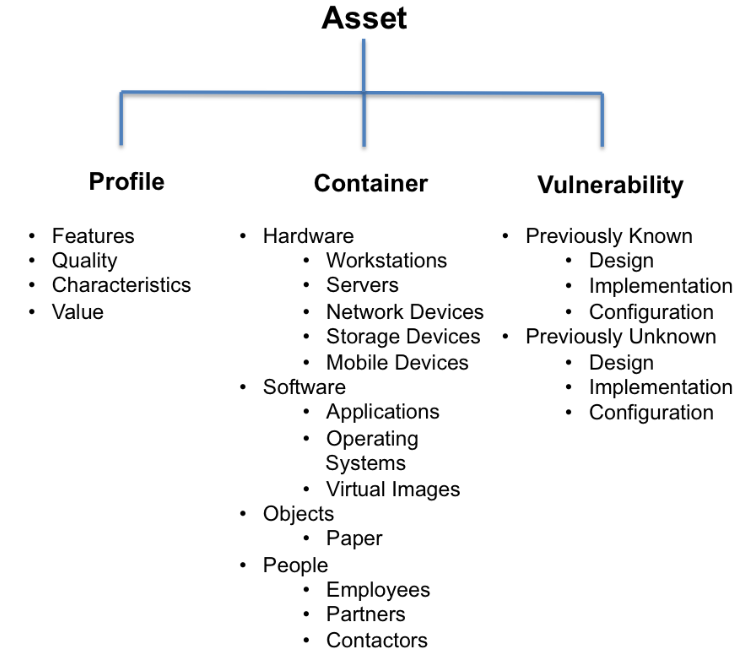 Asset
Profile
• Features
• Quality
• Characteristics
• Value
Container
• Hardware
• Workstations
• Servers
• Network Devices
• Storage Devices
• Mobile Devices
• Software
• Applications
• Operating
Systems
• Virtual Images
• Objects
• Paper
• People
• Employees
• Partners
• Contactors
Vulnerability
• Previously Known
• Design
• Implementation
• Configuration
• Previously Unknown
• Design
• Implementation
• Configuration